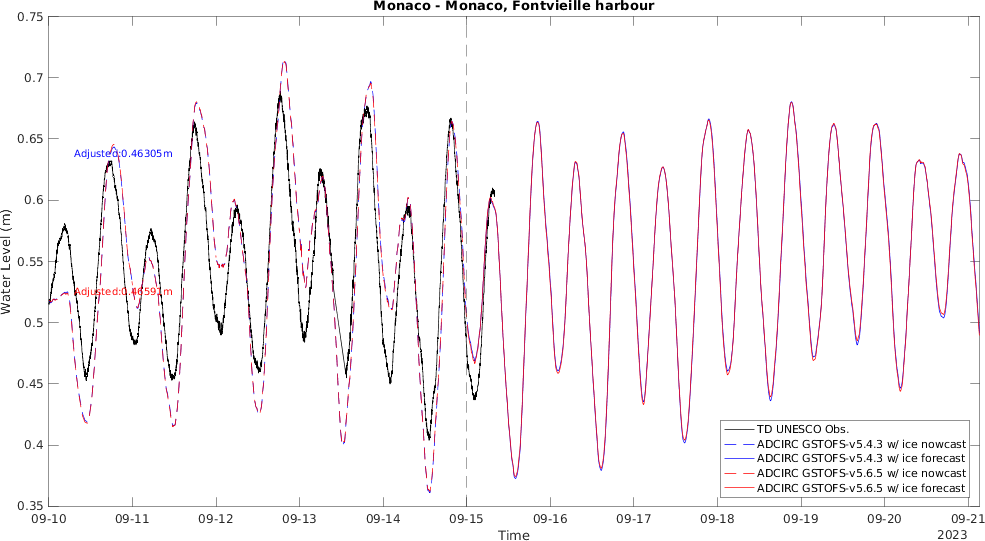 Monaco - Monaco, Fontvieille harbour
0.75
0.7
0.65
0.6
0.55
0.5
0.45
0.4
0.35
Water Level (m)
Adjusted:0.46305m
Adjusted:0.46592m
TD UNESCO Obs.
ADCIRC GSTOFS-v5.4.3 w/ ice nowcast
ADCIRC GSTOFS-v5.4.3 w/ ice forecast
ADCIRC GSTOFS-v5.6.5 w/ ice nowcast
ADCIRC GSTOFS-v5.6.5 w/ ice forecast
09-10 09-11 09-12 09-13 09-14 09-15 09-16 09-17 09-18 09-19 09-20 09-21
Time
2023